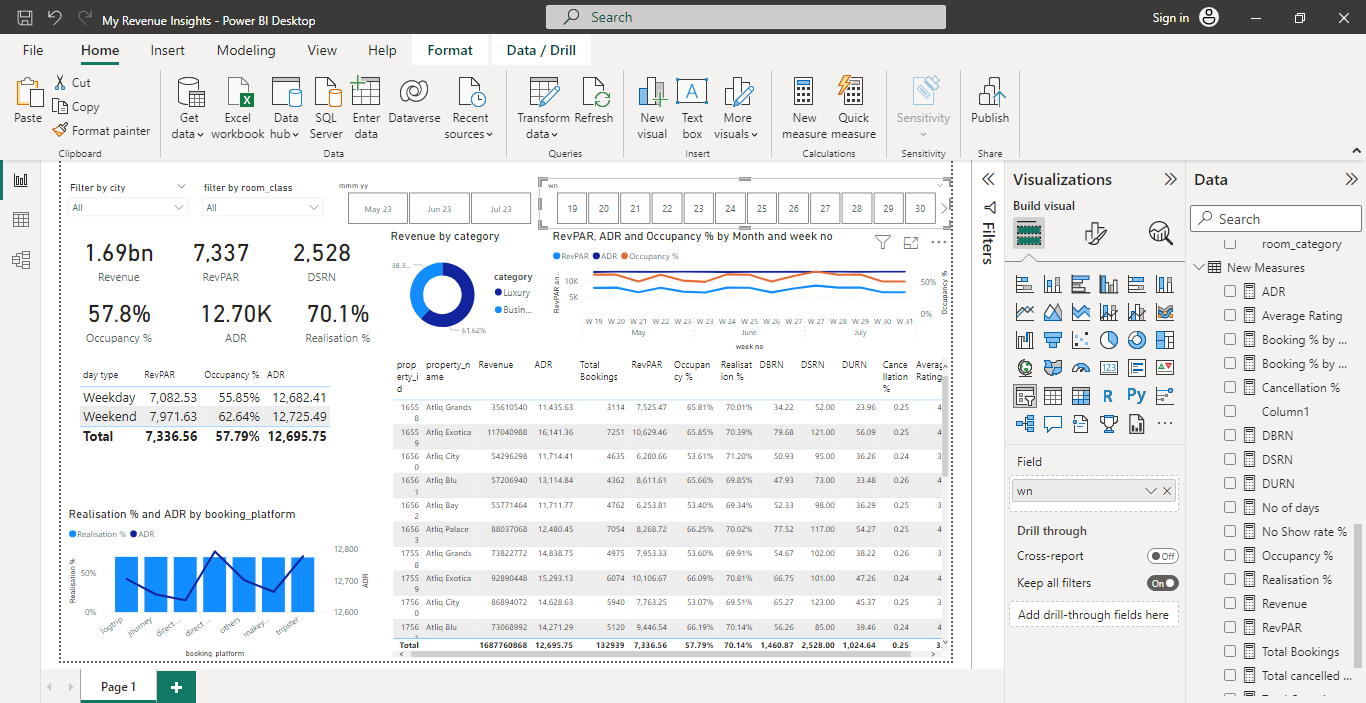 My Revenue Insights - Power BI Desktop
Search
Sign in
File Home Insert Modeling View Help Format Data / Drill
Paste
Cut
Copy
Format painter
Clipboard
Get data
Excel workbook
Data hub
SQL Server
Enter data
Dataverse
Recent sources
Data
Transform data
Refresh
Queries
New visual
Text box
More visuals
Insert
New measure
Quick measure
Calculations
Sensitivity
Sensitivity
Publish
Share
Filter by city
All
filter by room_class
All
mmm yy
May 23 Jun 23 Jul 23
wn
19 20 21 22 23 24 25 26 27 28 29 30
1.69bn
Revenue
7,337
RevPAR
2,528
DSRN
57.8%
Occupancy %
12.70K
ADR
70.1%
Realisation %
Revenue by category
38.3...
61.62%
category
Luxury
Busin...
RevPAR, ADR and Occupancy % by Month and week no
RevPAR ADR Occupancy %
RevPAR an...
10K
5K
50%
0%
Occupancy %
W 19 W 20 W 21 W 22 W 23 W 23 W 24 W 25 W 26 W 27 W 27 W 28 W 29 W 30 W 31
May June July
week no
day type RevPAR Occupancy % ADR
Weekday 7,082.53 55.85% 12,682.41
Weekend 7,971.63 62.64% 12,725.49
Total 7,336.56 57.79% 12,695.75
property_id property_name Revenue ADR Total Bookings RevPAR Occupancy % Realisation % DBRN DSRN DURN Cancellation % Average Rating
16558 Atliq Grands 35610540 11,435.63 3114 7,525.47 65.81% 70.01% 34.22 52.00 23.96 0.25 4
16559 Atliq Exotica 117040988 16,141.36 7251 10,629.46 65.85% 70.39% 79.68 121.00 56.09 0.25 4
16560 Atliq City 54296298 11,714.41 4635 6,280.66 53.61% 71.20% 50.93 95.00 36.26 0.24 3
16561 Atliq Blu 57206940 13,114.84 4362 8,611.61 65.66% 69.85% 47.93 73.00 33.48 0.26 4
16562 Atliq Bay 55771464 11,711.77 4762 6,253.81 53.40% 69.34% 52.33 98.00 36.29 0.25 3
16563 Atliq Palace 88037068 12,480.45 7054 8,268.72 66.25% 70.02% 77.52 117.00 54.27 0.25 4
17558 Atliq Grands 73822772 14,838.75 4975 7,953.33 53.60% 69.91% 54.67 102.00 38.22 0.26 3
17559 Atliq Exotica 92890448 15,293.13 6074 10,106.67 66.09% 70.81% 66.75 101.00 47.26 0.24 4
17560 Atliq City 86894072 14,628.63 5940 7,763.25 53.07% 69.51% 65.27 123.00 45.37 0.25 3
1756 Atliq Blu 73068992 14,271.29 5120 9,446.54 66.19% 70.14% 56.26 85.00 39.46 0.24 4
Total 1687760868 12,695.75 132939 7,336.56 57.79% 70.14% 1,460.87 2,528.00 1,024.64 0.25 3.
Realisation % and ADR by booking_platform
Realisation % ADR
Realisation %
50%
0%
12,800
12,700
12,600
ADR
logtrip journey ... direct ... direct ... others makey... tripster
booking platform
Page 1
Filters
Visualizations
Build visual
123
R
Py
Field
wn
Drill through
Cross-report
Off
Keep all filters
On
Add drill-through fields here
Data
Search
room_category
New Measures
ADR
Average Rating
Booking % by ...
Booking % by ...
Cancellation %
Column1
DBRN
DSRN
DURN
No of days
No Show rate %
Occupancy %
Realisation %
Revenue
RevPAR
Total Bookings
Total cancelled ...